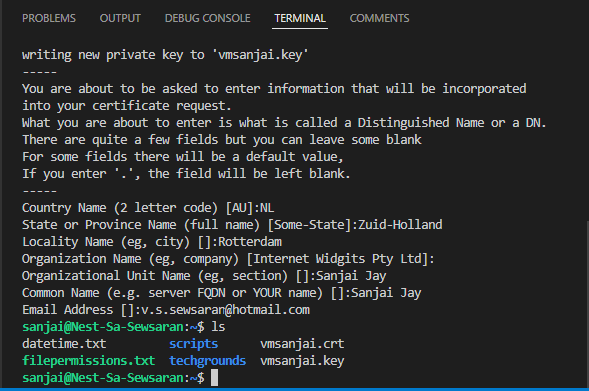 PROBLEMS OUTPUT DEBUG CONSOLE TERMINAL COMMENTS
writing new private key to 'vmsanjai.key'
-----
You are about to be asked to enter information that will be incorporated
into your certificate request.
What you are about to enter is what is called a Distinguished Name or a DN.
There are quite a few fields but you can leave some blank
For some fields there will be a default value,
If you enter '.', the field will be left blank.
-----
Country Name (2 letter code) [AU]:NL
State or Province Name (full name) [Some-State]:Zuid-Holland
Locality Name (eg, city) []:Rotterdam
Organization Name (eg, company) [Internet Widgits Pty Ltd]:
Organizational Unit Name (eg, section) []:Sanjai Jay
Common Name (e.g. server FQDN or YOUR name) []:Sanjai Jay
Email Address []:v.s.sewsaran@hotmail.com
sanjai@Nest-Sa-Sewsaran:~$ ls
datetime.txt scripts vmsanjai.crt
filepermissions.txt techgrounds vmsanjai.key
sanjai@Nest-Sa-Sewsaran:~$